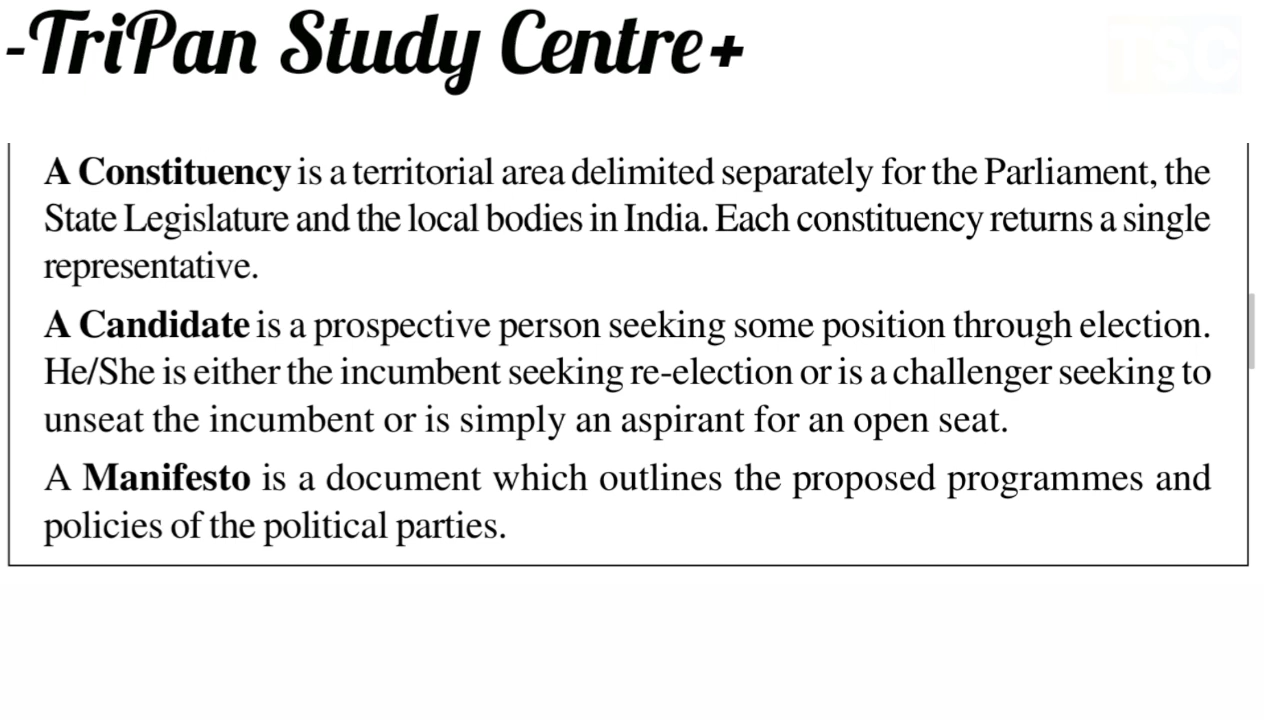 -TriPan Study Centre+
TSC
A Constituency is a territorial area delimited separately for the Parliament, the
State Legislature and the local bodies in India. Each constituency returns a single
representative.
A Candidate is a prospective person seeking some position through election.
He/She is either the incumbent seeking re-election or is a challenger seeking to
unseat the incumbent or is simply an aspirant for an open seat.
A Manifesto is a document which outlines the proposed programmes and
policies of the political parties.